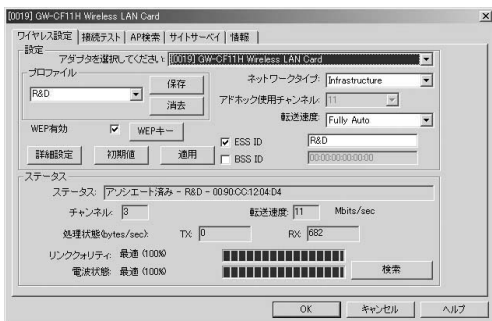 [0019] GW-CF11H Wireless LAN Card
ワイヤレス設定 接続テスト AP検索 サイトサーベイ 情報
設定
アダプタを選択してください: [0019] GW-CF11H Wireless LAN Card
プロファイル
R&D
保存
消去
ネットワークタイプ: Infrastructure
アドホック使用チャンネル: 11
転送速度: Fully Auto
WEP有効 WEPキー
ESS ID R&D
BSS ID 00:00:00:00:00:00
詳細設定 初期値 適用
ステータス
ステータス: アソシエート済み - R&D - 00:90:CC:12:04:D4
チャンネル: 3 転送速度: 11 Mbits/sec
処理状態(bytes/sec): TX: 0 RX: 682
リンククォリティ: 最適 (100%)
電波状態: 最適 (100%)
検索
OK キャンセル ヘルプ